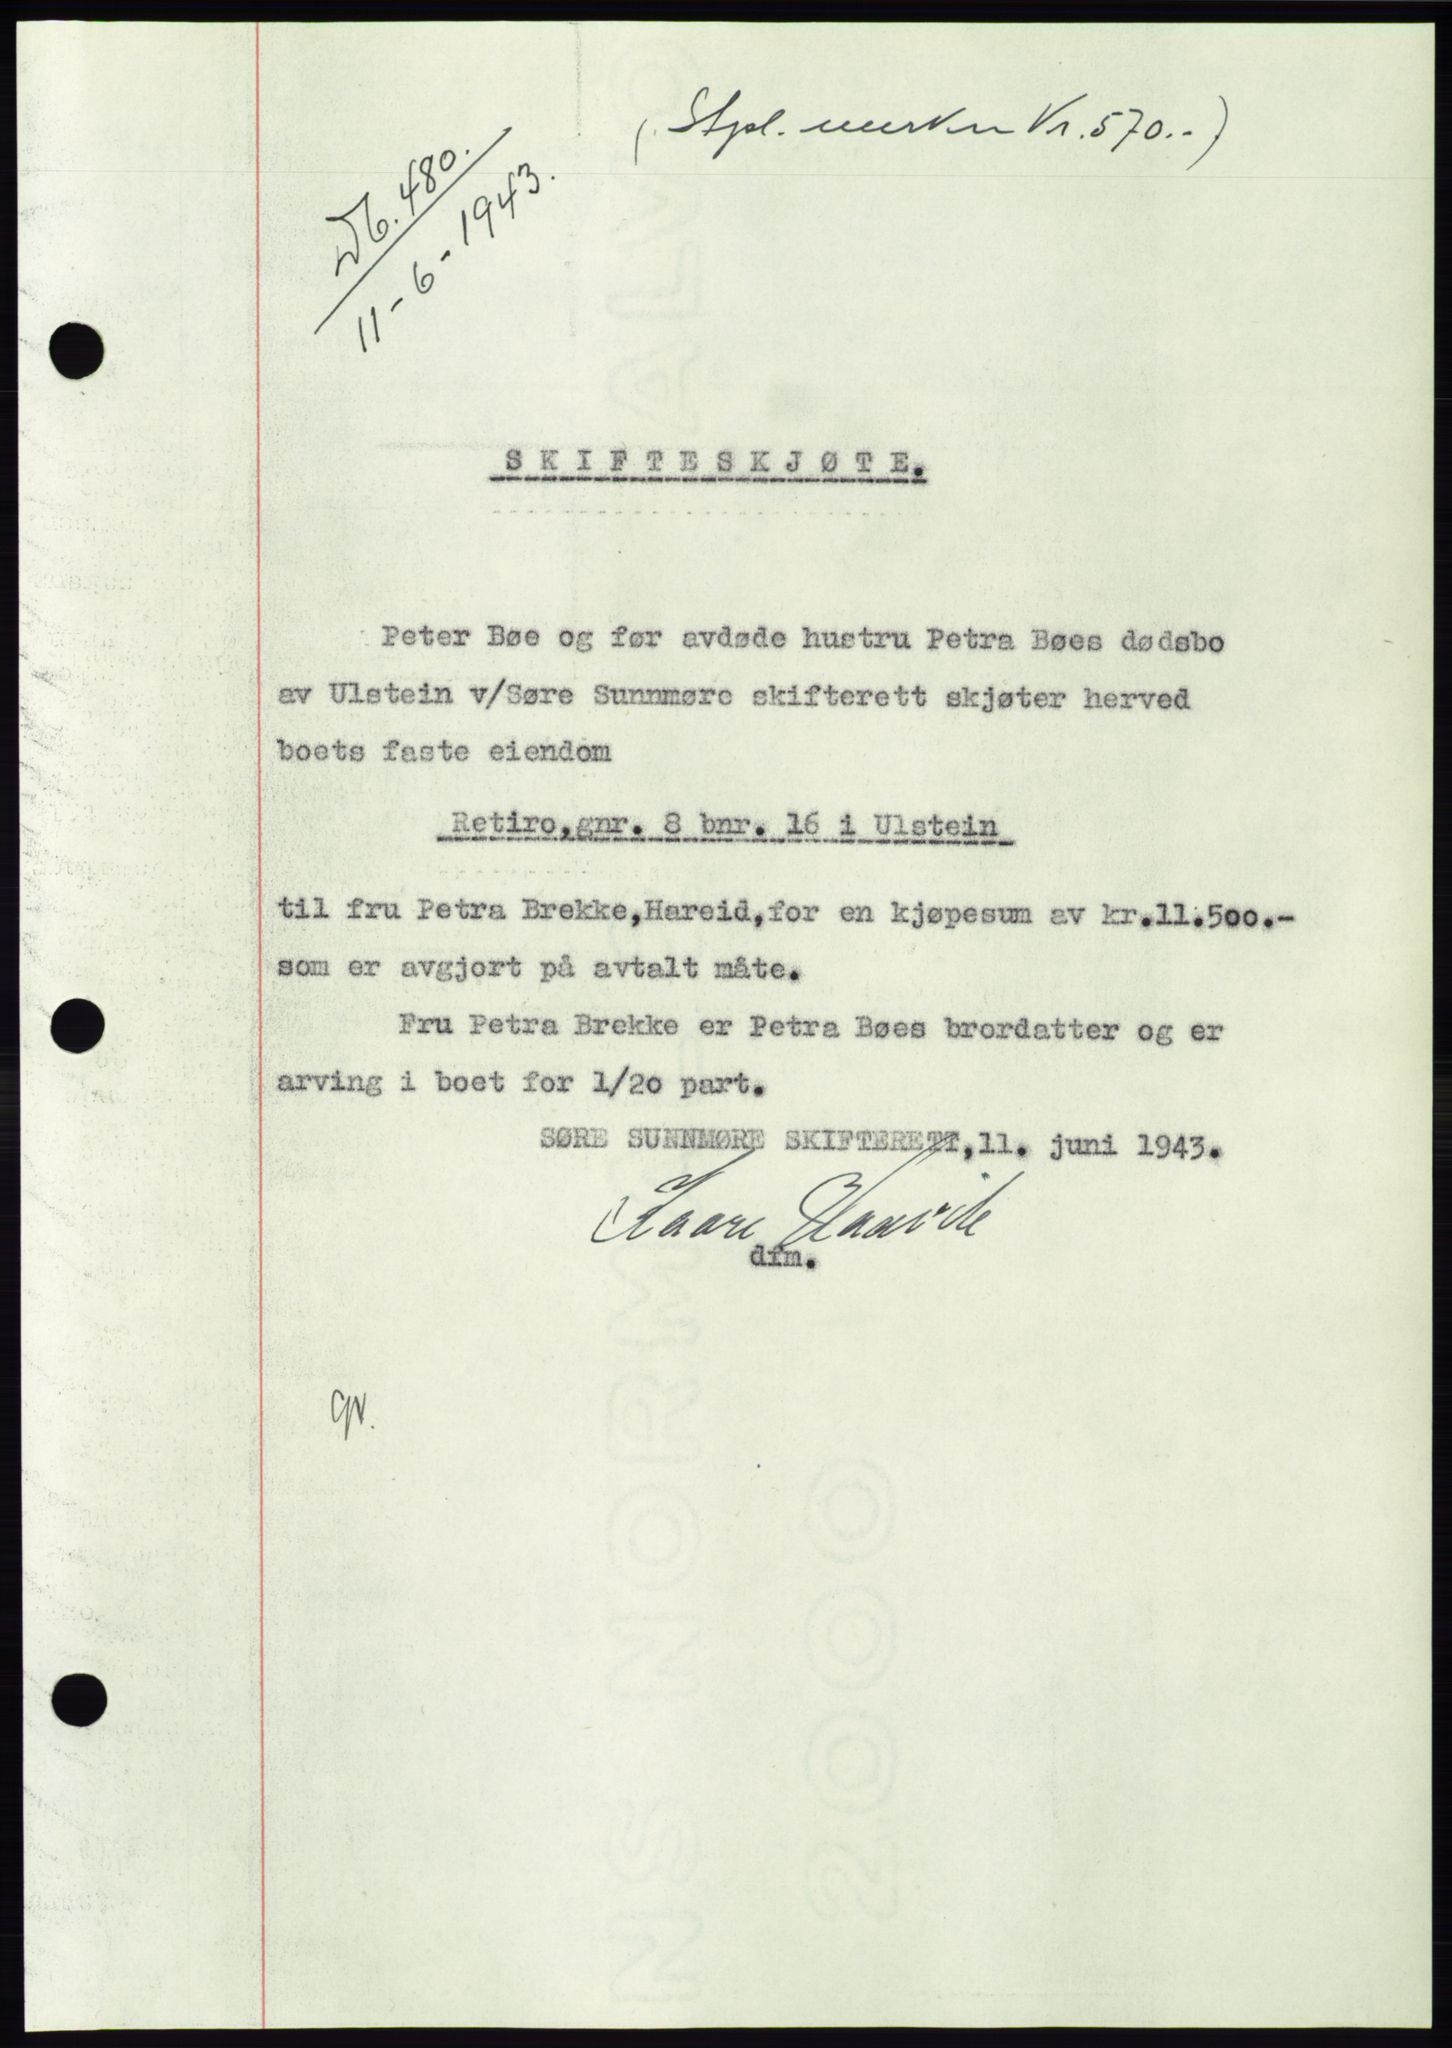 (Stpl. merker Kr. 570.-)
Db. 480.
11-6-1943.
SKIFTESKJØTE.
Peter Bøe og før avdøde hustru Petra Bøes dødsbo
av Ulstein v/Søre Sunnmøre skifterett skjøter herved
boets faste eiendom
Retiro, gnr. 8 bnr. 16 i Ulstein
til fru Petra Brekke, Hareid, for en kjøpesum av kr.11.500.-
som er avgjort på avtalt måte.
Fru Petra Brekke er Petra Bøes brordatter og er
arving i boet for 1/20 part.
SØRE SUNNMØRE SKIFTERETT, 11. juni 1943.
Kaare Haavik
dfm.